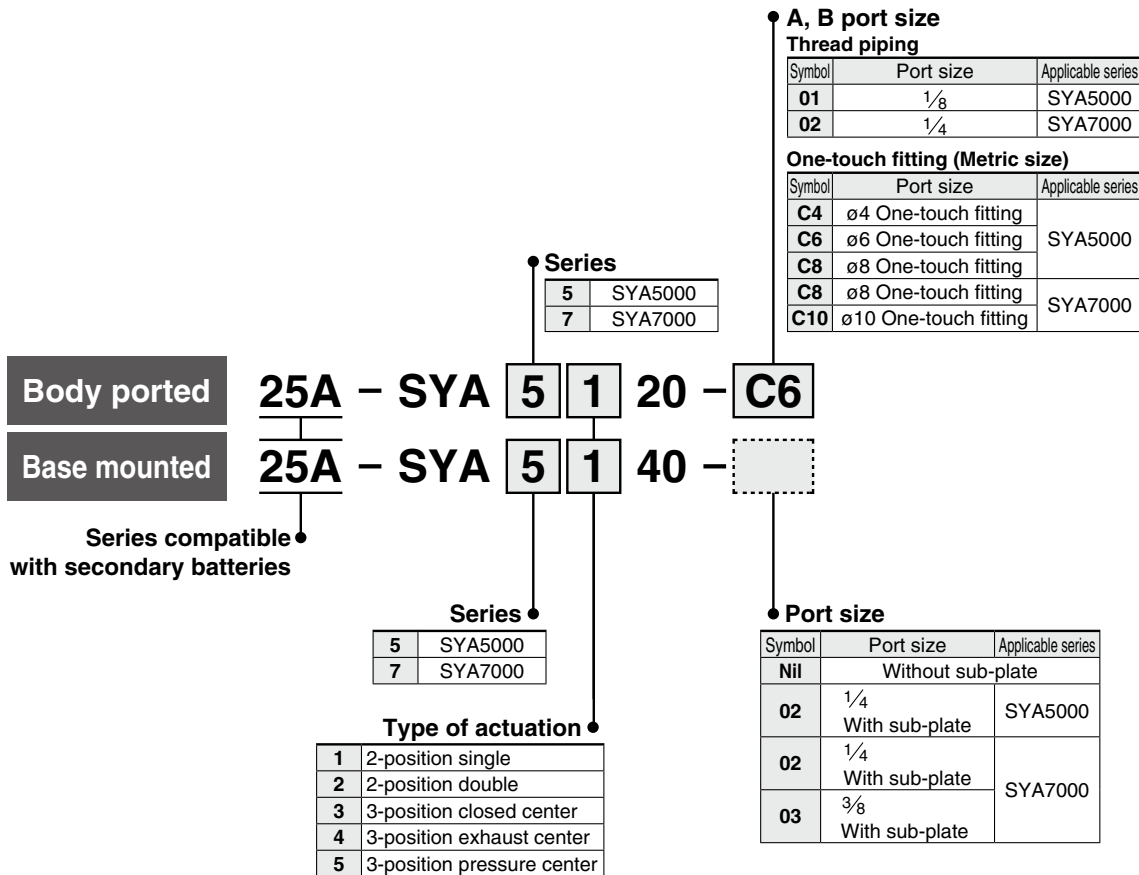 A, B port size
Thread piping
Symbol Port size Applicable series
01 1/8 SYA5000
02 1/4 SYA7000
One-touch fitting (Metric size)
Symbol Port size Applicable series
C4 ø4 One-touch fitting
C6 ø6 One-touch fitting SYA5000
C8 ø8 One-touch fitting
C8 ø8 One-touch fitting SYA7000
C10 ø10 One-touch fitting
Series
5 SYA5000
7 SYA7000
Body ported 25A – SYA 5 1 20 – C6
Base mounted 25A – SYA 5 1 40 –
Series compatible
with secondary batteries
Series
5 SYA5000
7 SYA7000
Type of actuation
1 2-position single
2 2-position double
3 3-position closed center
4 3-position exhaust center
5 3-position pressure center
Port size
Symbol Port size Applicable series
Nil Without sub-plate
02 1/4 With sub-plate SYA5000
02 1/4 With sub-plate SYA7000
03 3/8 With sub-plate